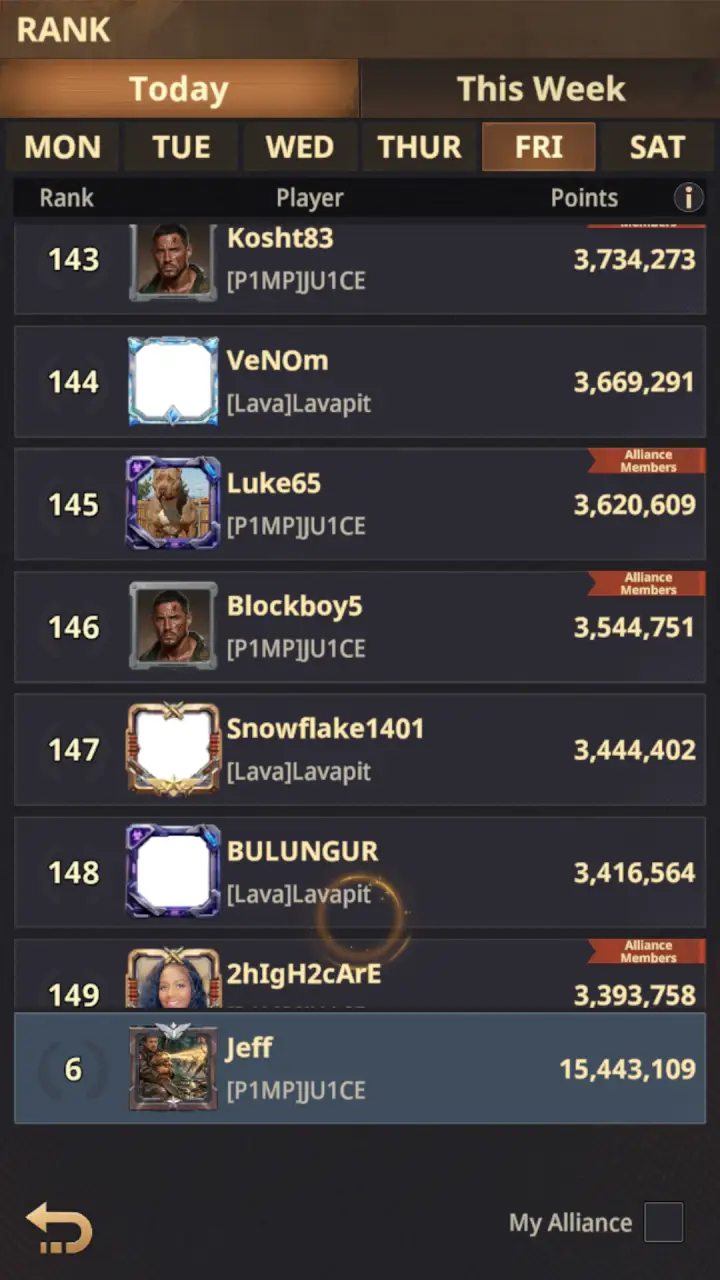 RANK
Today
This Week
MON TUE WED THUR FRI SAT
Rank Player Points i
Members
143 Kosht83 3,734,273
[P1MP]JU1CE
144 VeNOm 3,669,291
[Lava]Lavapit
Alliance
Members
145 Luke65 3,620,609
[P1MP]JU1CE
Alliance
Members
146 Blockboy5 3,544,751
[P1MP]JU1CE
147 Snowflake1401 3,444,402
[Lava]Lavapit
148 BULUNGUR 3,416,564
[Lava]Lavapit
Alliance
Members
149 2hIgH2cArE 3,393,758
6 Jeff 15,443,109
[P1MP]JU1CE
My Alliance